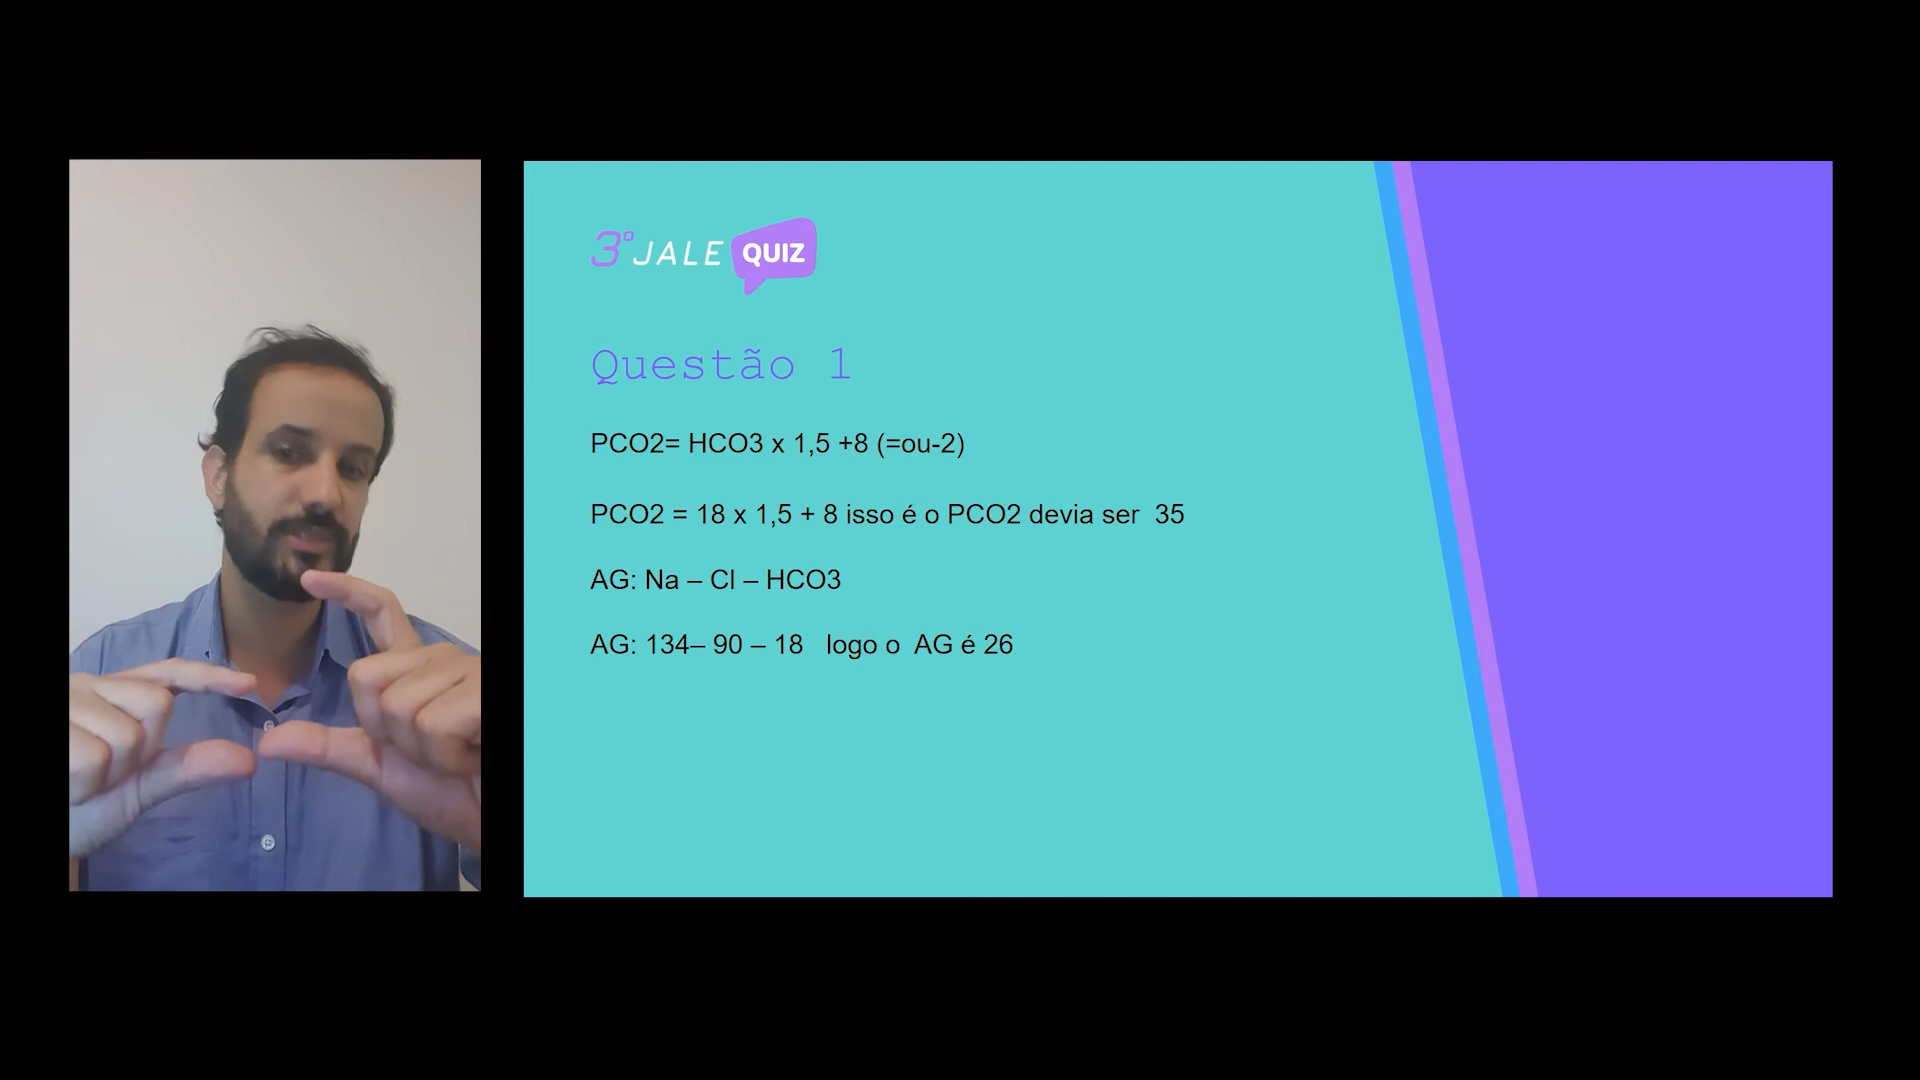 3º JALE QUIZ
Questão 1
PCO2= HCO3 x 1,5 +8 (=ou-2)
PCO2 = 18 x 1,5 + 8 isso é o PCO2 devia ser 35
AG: Na – Cl – HCO3
AG: 134– 90 – 18 logo o AG é 26